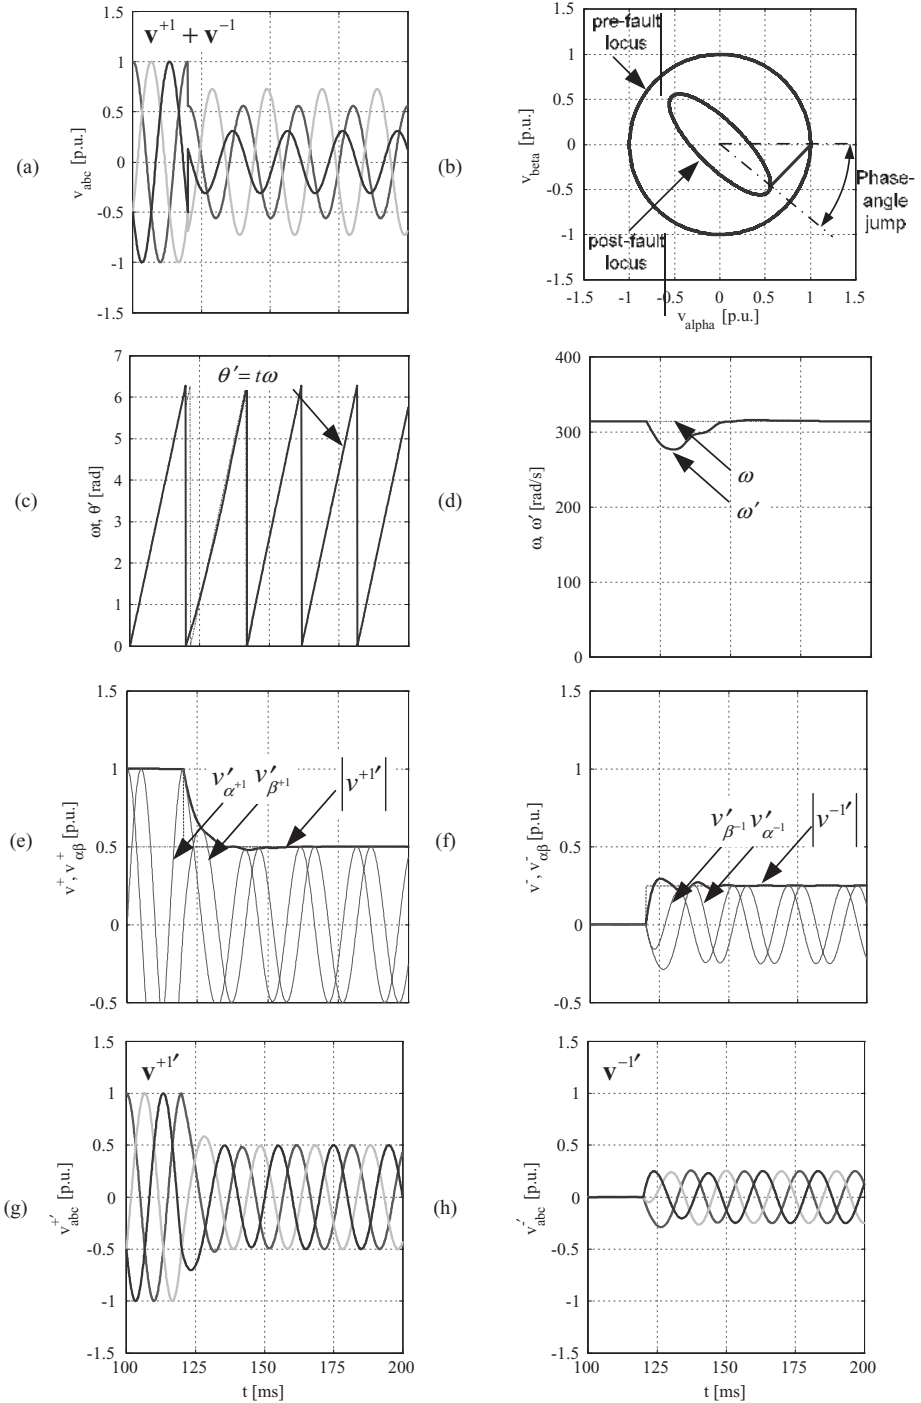 (a)
v⁺¹ + v⁻¹
v_abc [p.u.]
1.5
1
0.5
0
-0.5
-1
-1.5
(b)
v_beta [p.u.]
1.5
1
0.5
0
-0.5
-1
-1.5
pre-fault
locus
post-fault
locus
Phase-
angle
jump
-1.5 -1 -0.5 0 0.5 1 1.5
v_alpha [p.u.]
(c)
ωt, θ′ [rad]
7
6
5
4
3
2
1
0
θ′= tω
(d)
ω, ω′ [rad/s]
400
300
200
100
0
ω
ω′
(e)
v⁺, v⁺_αβ [p.u.]
1.5
1
0.5
0
-0.5
v′_α⁺¹ v′_β⁺¹ |v⁺¹′|
(f)
v⁻, v⁻_αβ [p.u.]
1.5
1
0.5
0
-0.5
v′_β⁻¹ v′_α⁻¹ |v⁻¹′|
(g)
v⁺′_abc [p.u.]
1.5
1
0.5
0
-0.5
-1
-1.5
v⁺¹′
100 125 150 175 200
t [ms]
(h)
v⁻′_abc [p.u.]
1.5
1
0.5
0
-0.5
-1
-1.5
v⁻¹′
100 125 150 175 200
t [ms]